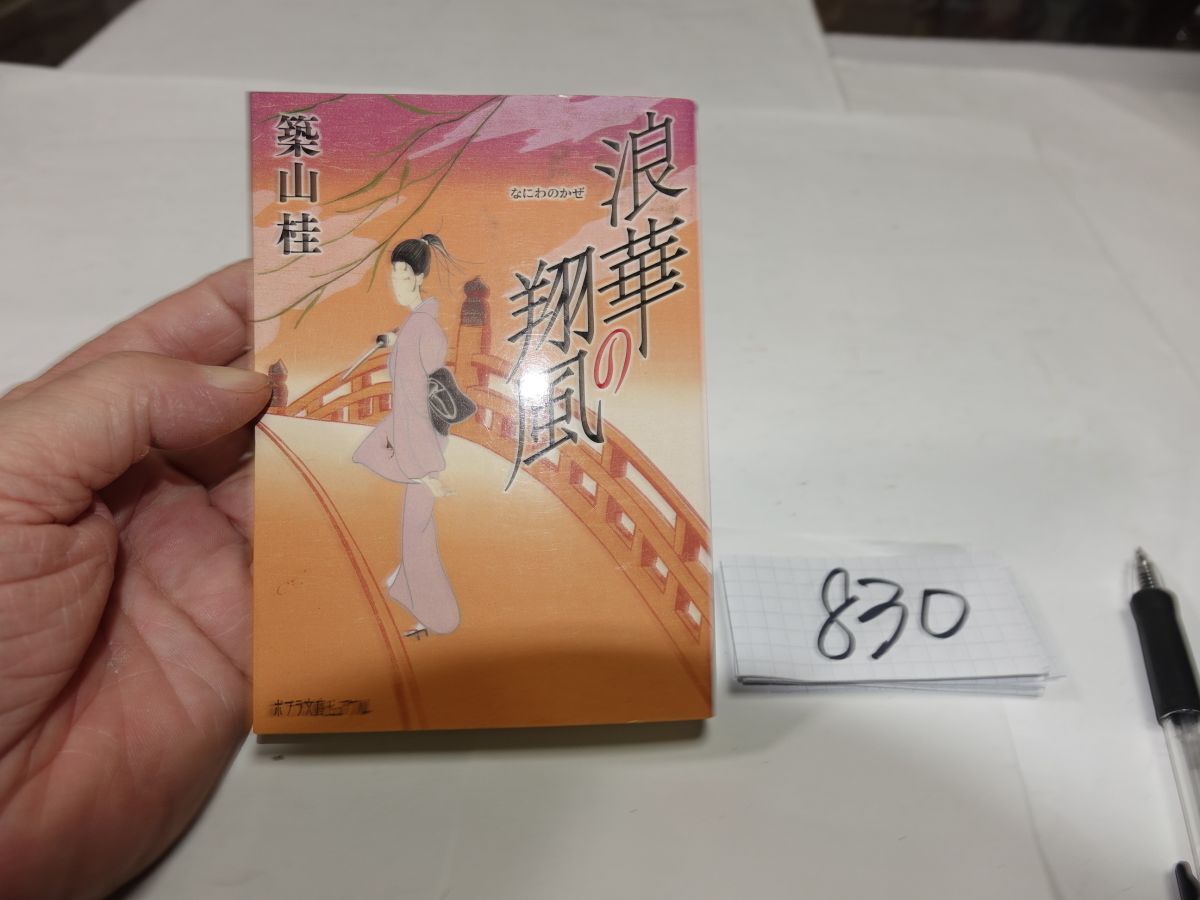 浪華の翔風
なにわのかぜ
築山桂
ポプラ文庫ピュアフル
830